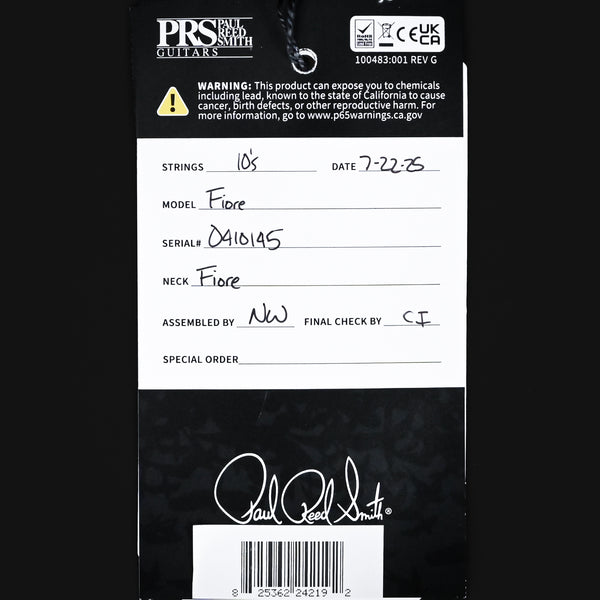 PRS PAUL REED SMITH
GUITARS
CE UK CA
100483:001 REV G
WARNING: This product can expose you to chemicals
including lead, known to the state of California to cause
cancer, birth defects, or other reproductive harm. For
more information, go to www.p65warnings.ca.gov
STRINGS 10's DATE 7-22-25
MODEL Fiore
SERIAL# 0410145
NECK Fiore
ASSEMBLED BY NW FINAL CHECK BY CI
SPECIAL ORDER
Paul Reed Smith®
8 25362 24219 2